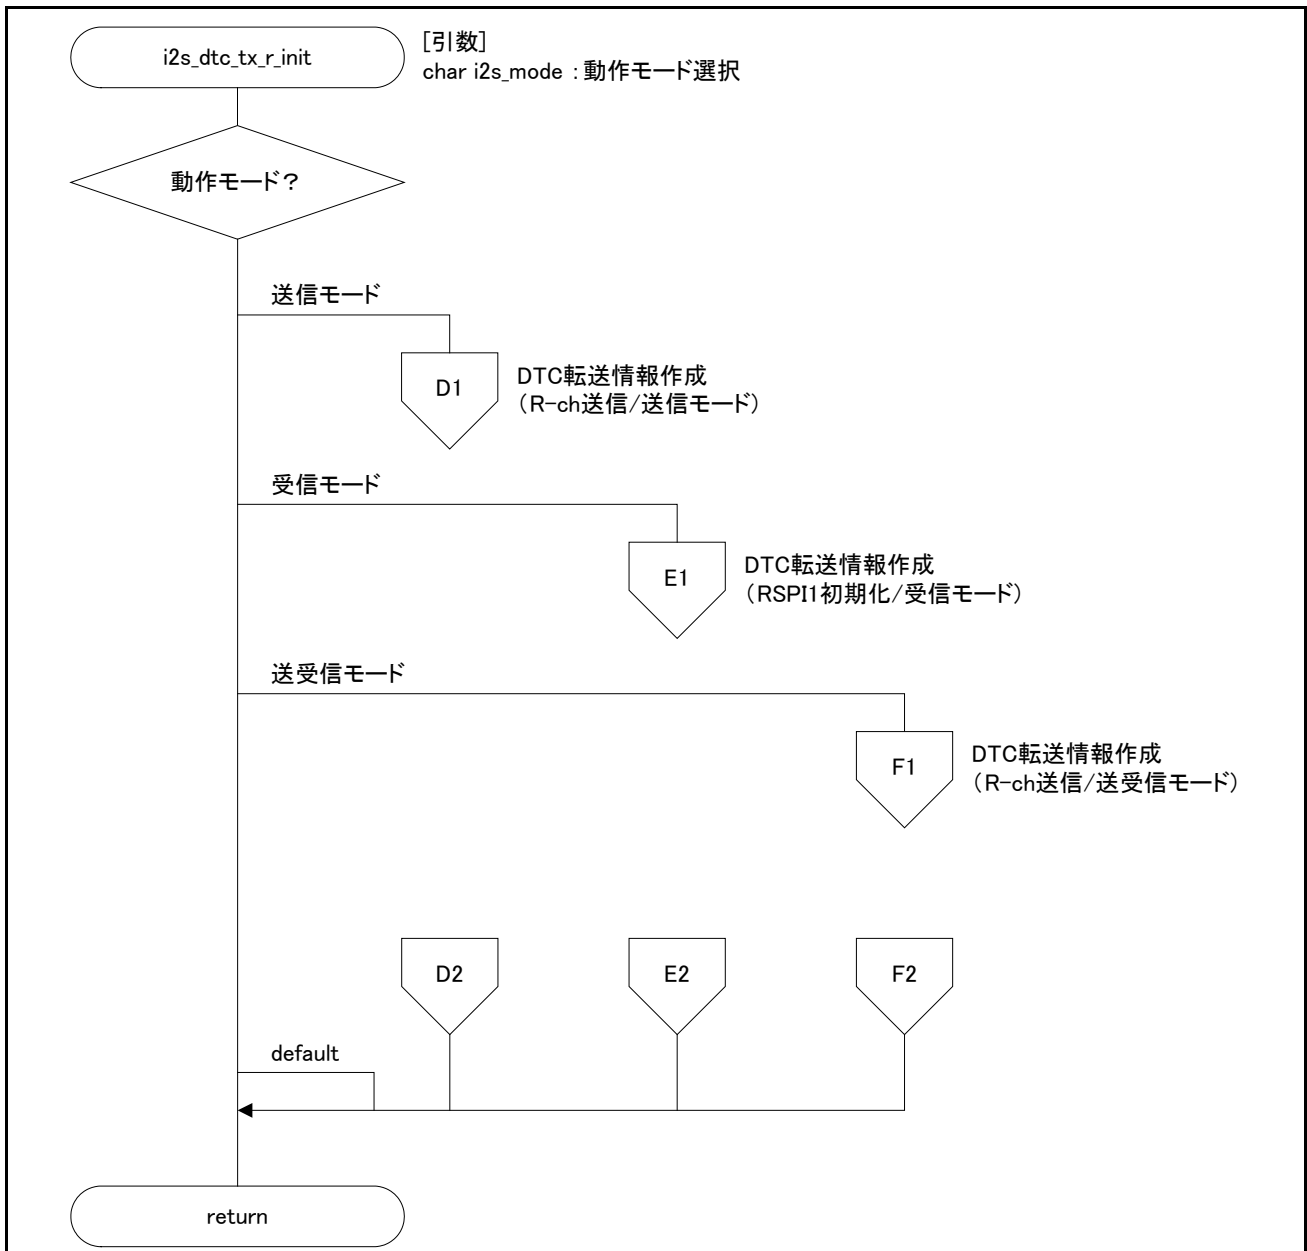 i2s_dtc_tx_r_init
[引数]
char i2s_mode : 動作モード選択
動作モード?
送信モード
D1
DTC転送情報作成
(R-ch送信/送信モード)
受信モード
E1
DTC転送情報作成
(RSPI1初期化/受信モード)
送受信モード
F1
DTC転送情報作成
(R-ch送信/送受信モード)
D2
E2
F2
default
return